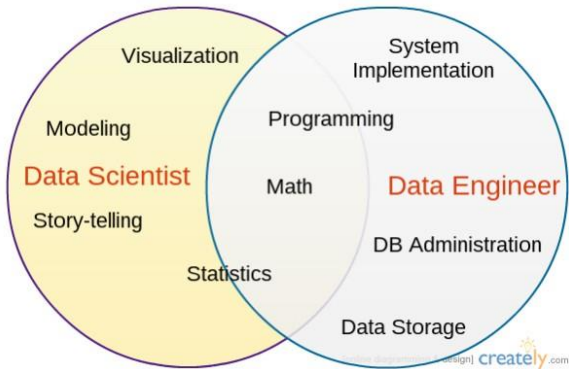 Visualization
System
Implementation
Programming
Modeling
Data Scientist
Math
Data Engineer
Story-telling
DB Administration
Statistics
Data Storage
design]
creately.com